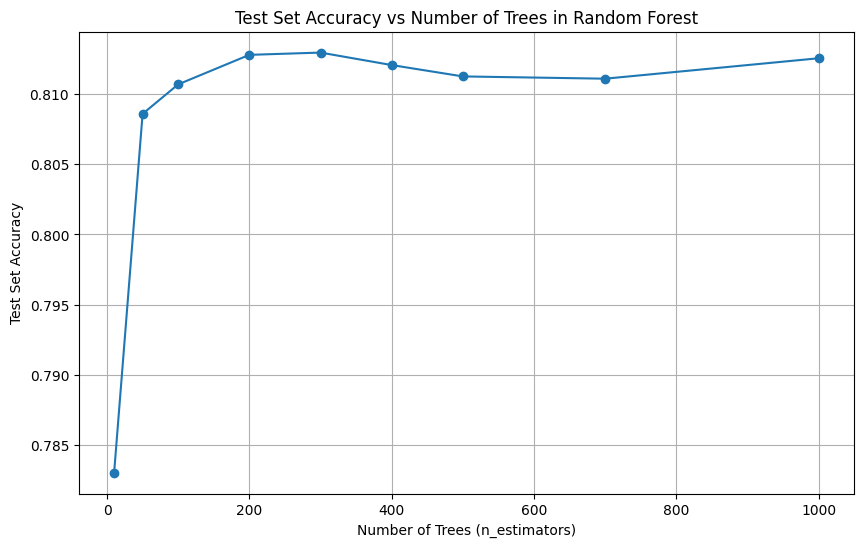 Test Set Accuracy vs Number of Trees in Random Forest
0.810
0.805
0.800
0.795
0.790
0.785
Test Set Accuracy
0 200 400 600 800 1000
Number of Trees (n_estimators)